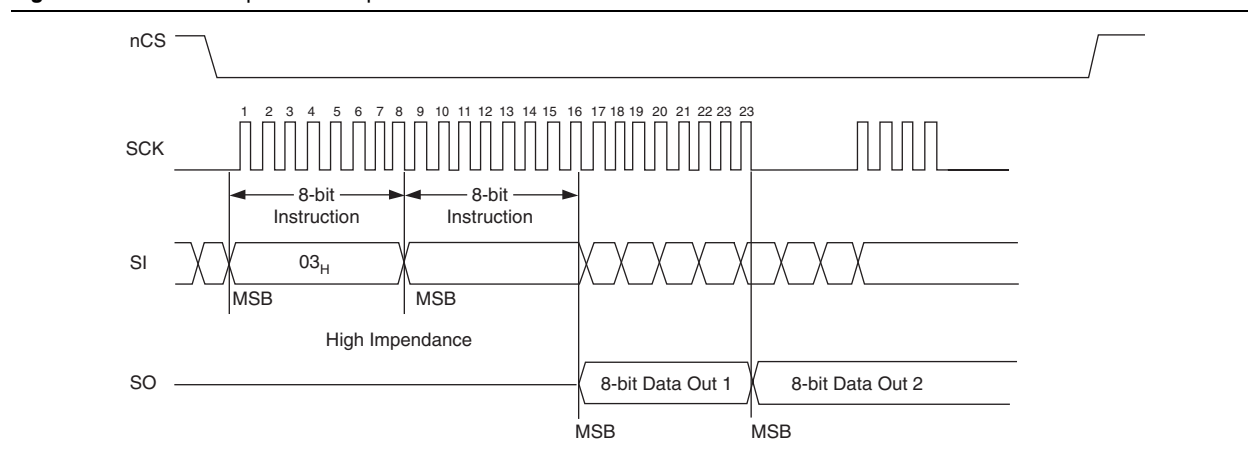 nCS
1 2 3 4 5 6 7 8 9 10 11 12 13 14 15 16 17 18 19 20 21 22 23 23
SCK
8-bit Instruction
8-bit Instruction
SI
03H
MSB
MSB
High Impendance
SO
8-bit Data Out 1
8-bit Data Out 2
MSB
MSB